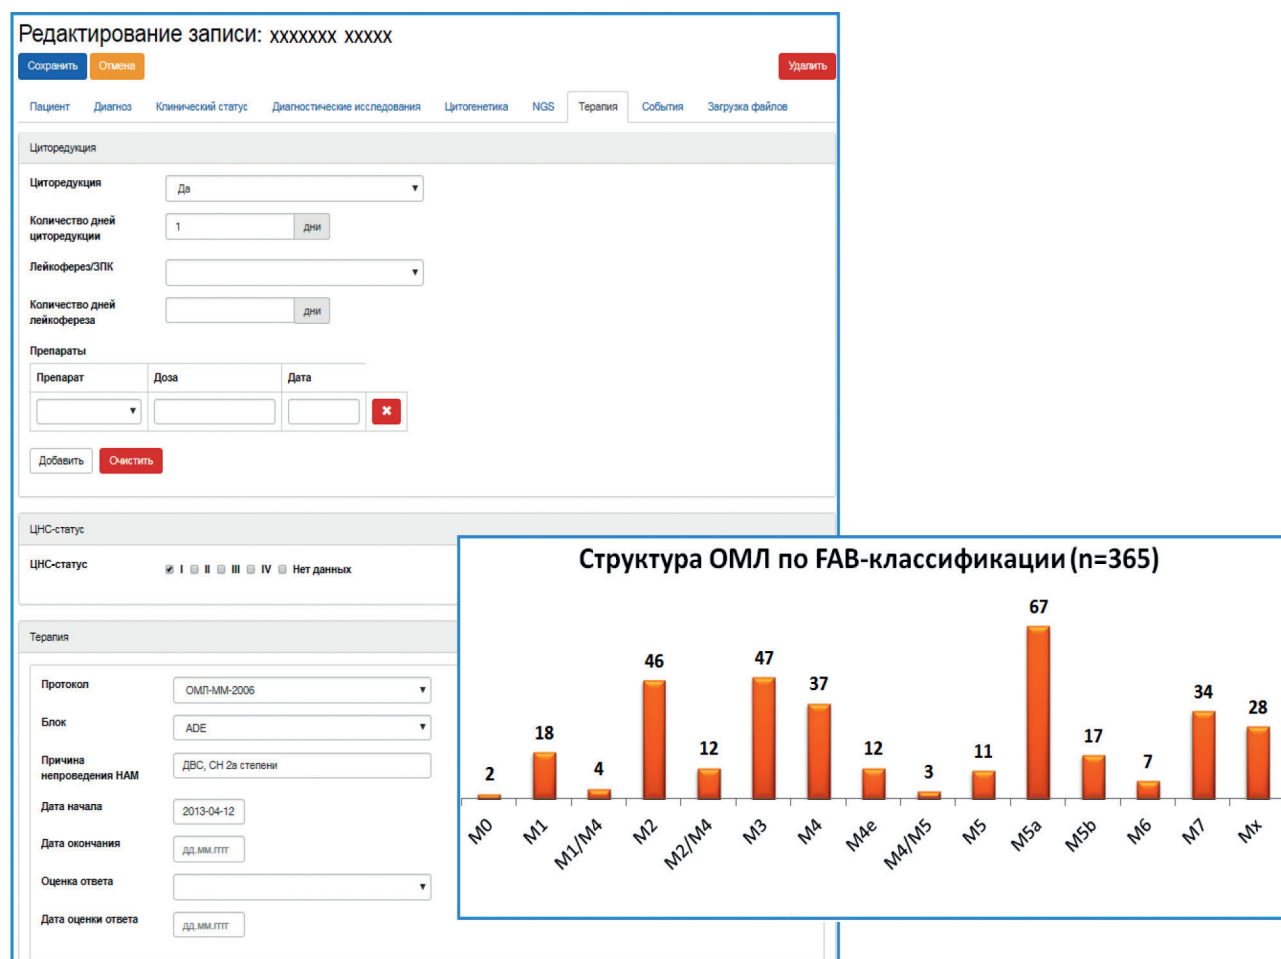 Редактирование записи: xxxxxxx xxxxx
Сохранить Отмена Удалить
Пациент Диагноз Клинический статус Диагностические исследования Цитогенетика NGS Терапия События Загрузка файлов
Циторедукция
Циторедукция Да
Количество дней циторедукции 1 дни
Лейкоферез/ЗПК
Количество дней лейкофереза дни
Препараты
Препарат Доза Дата
Добавить Очистить
ЦНС-статус
ЦНС-статус I II III IV Нет данных
Терапия
Протокол ОМЛ-ММ-2006
Блок ADE
Причина непроведения НАМ ДВС, СН 2а степени
Дата начала 2013-04-12
Дата окончания дд.мм.гггг
Оценка ответа
Дата оценки ответа дд.мм.гггг
Структура ОМЛ по FAB-классификации (n=365)
2 18 4 46 12 47 37 12 3 11 67 17 7 34 28
M0 M1 M1/M4 M2 M2/M4 M3 M4 M4e M4/M5 M5 M5a M5b M6 M7 Mx